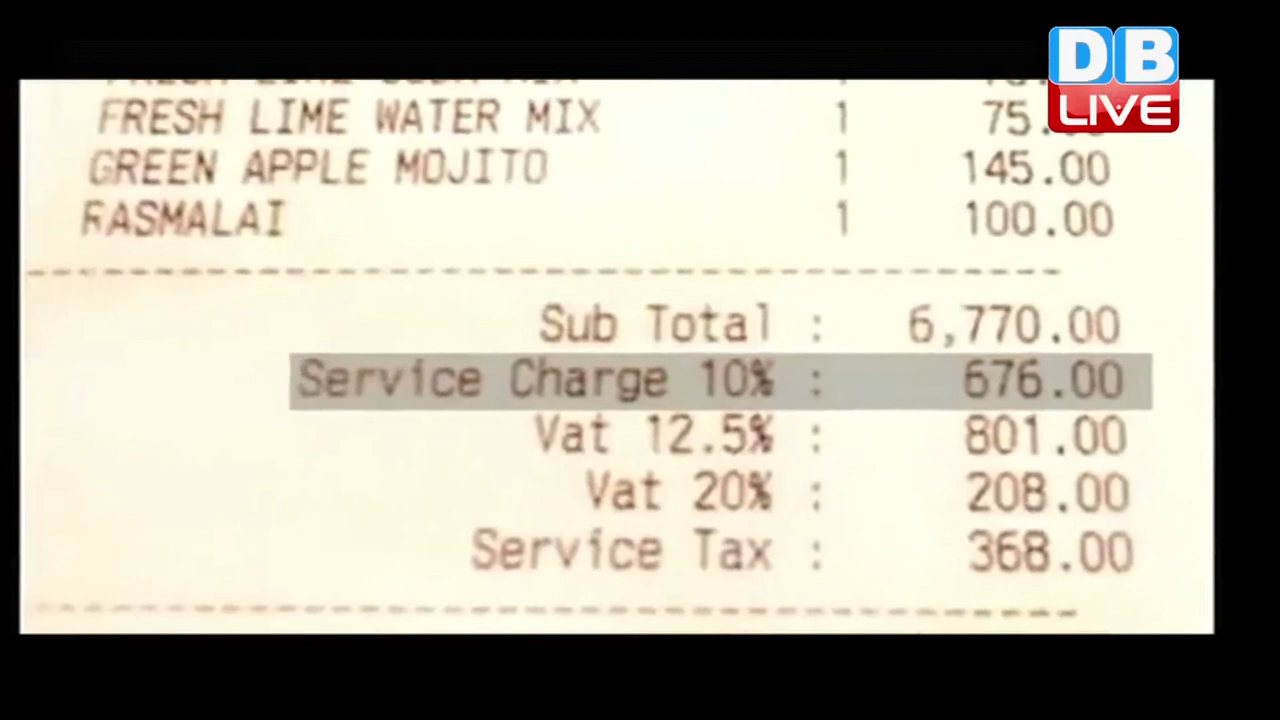 DB
LIVE
FRESH LIME WATER MIX 1 75.
GREEN APPLE MOJITO 1 145.00
RASMALAI 1 100.00
Sub Total : 6,770.00
Service Charge 10% : 676.00
Vat 12.5% : 801.00
Vat 20% : 208.00
Service Tax : 368.00